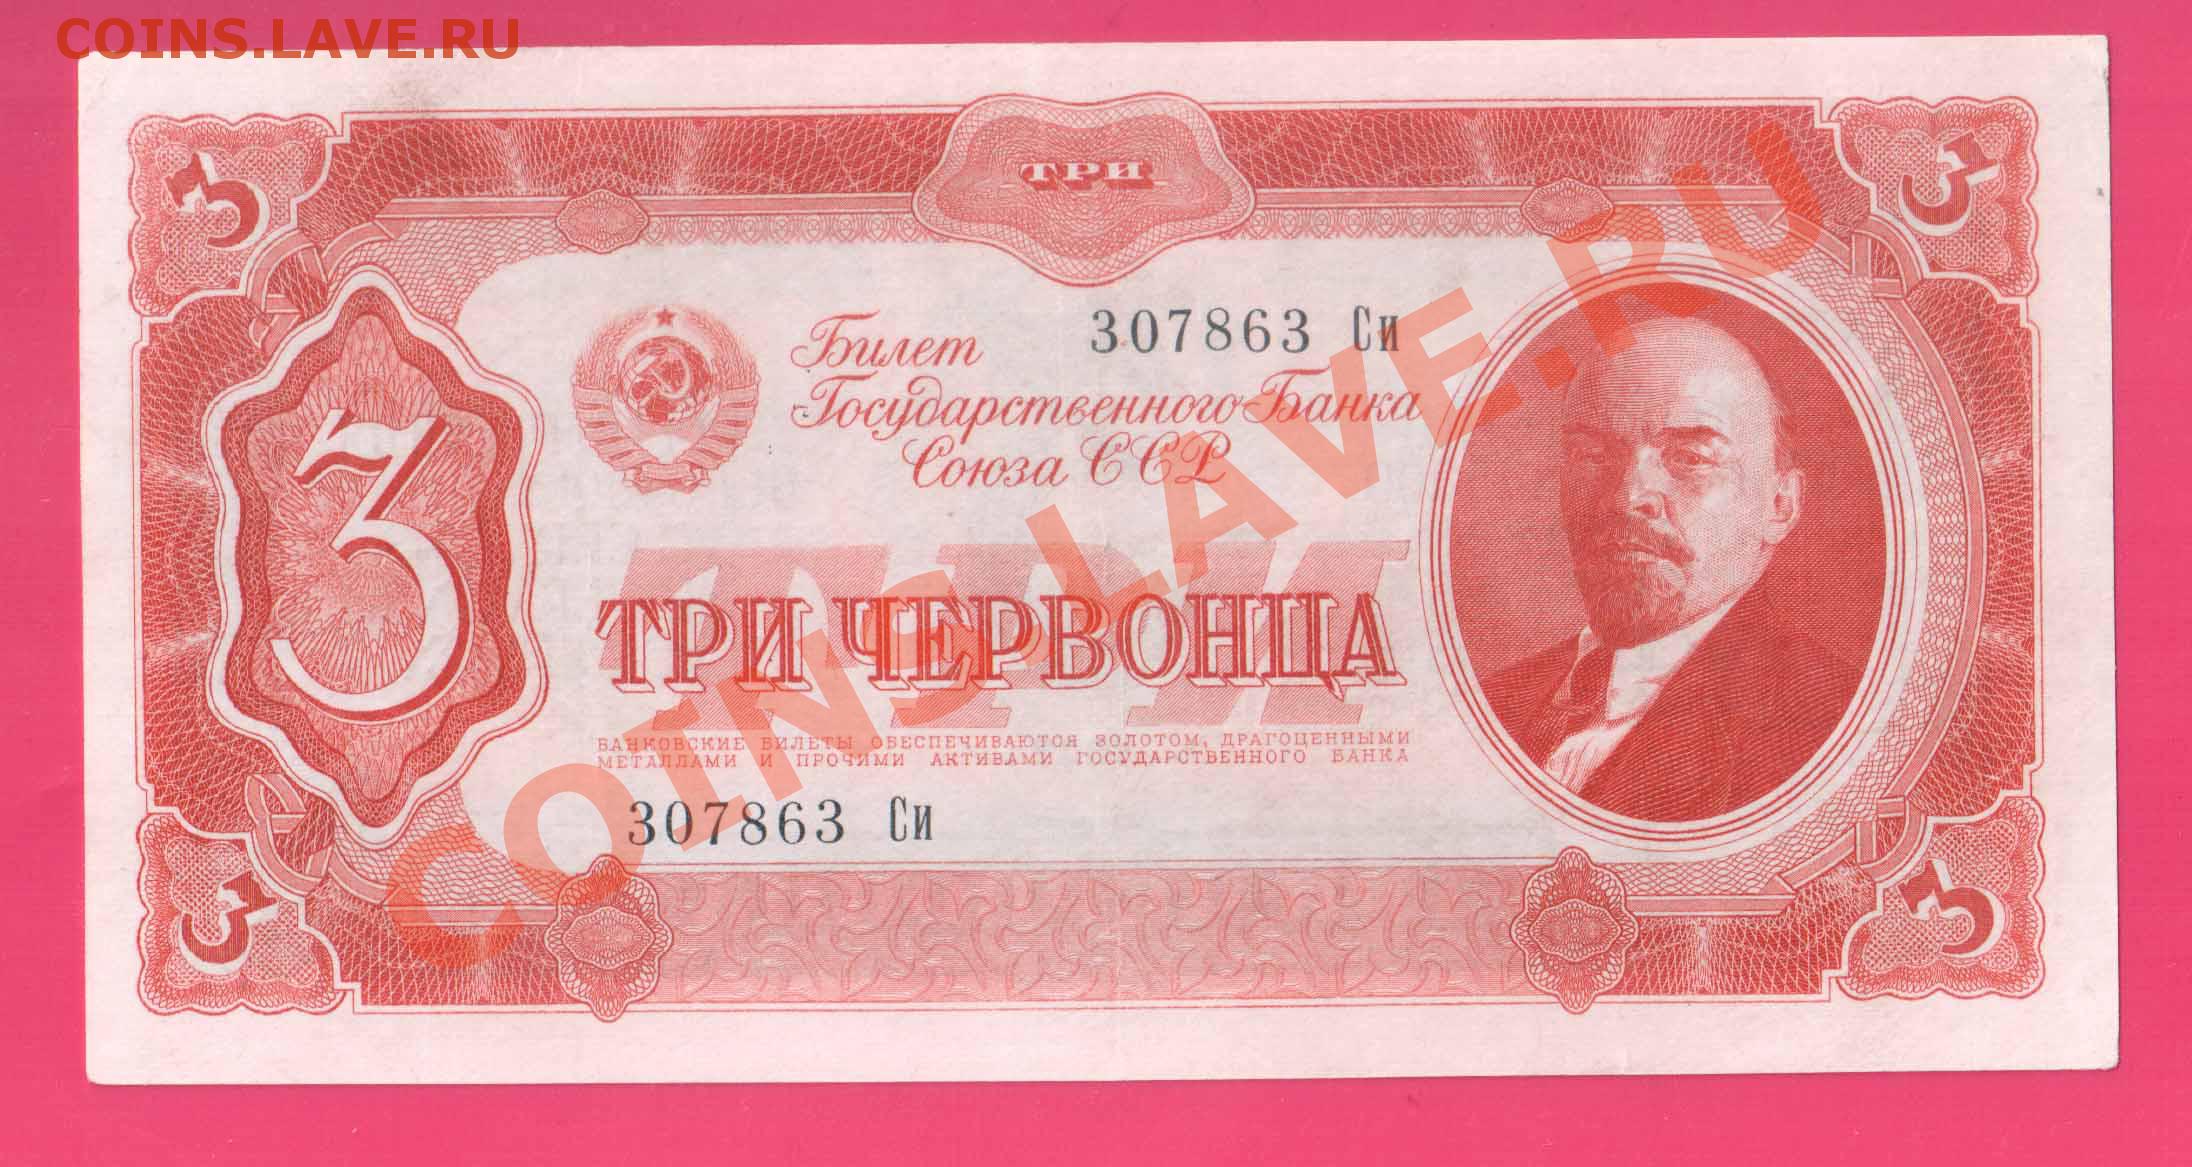 COINS.LAVE.RU
3
ТРИ
3
Билет
307863 Си
Государственного Банка
Союза ССР
3
ТРИ
ТРИ ЧЕРВОНЦА
БАНКОВСКИЕ БИЛЕТЫ ОБЕСПЕЧИВАЮТСЯ ЗОЛОТОМ, ДРАГОЦЕННЫМИ
МЕТАЛЛАМИ И ПРОЧИМИ АКТИВАМИ ГОСУДАРСТВЕННОГО БАНКА
307863 Си
3
3
COINS.LAVE.RU